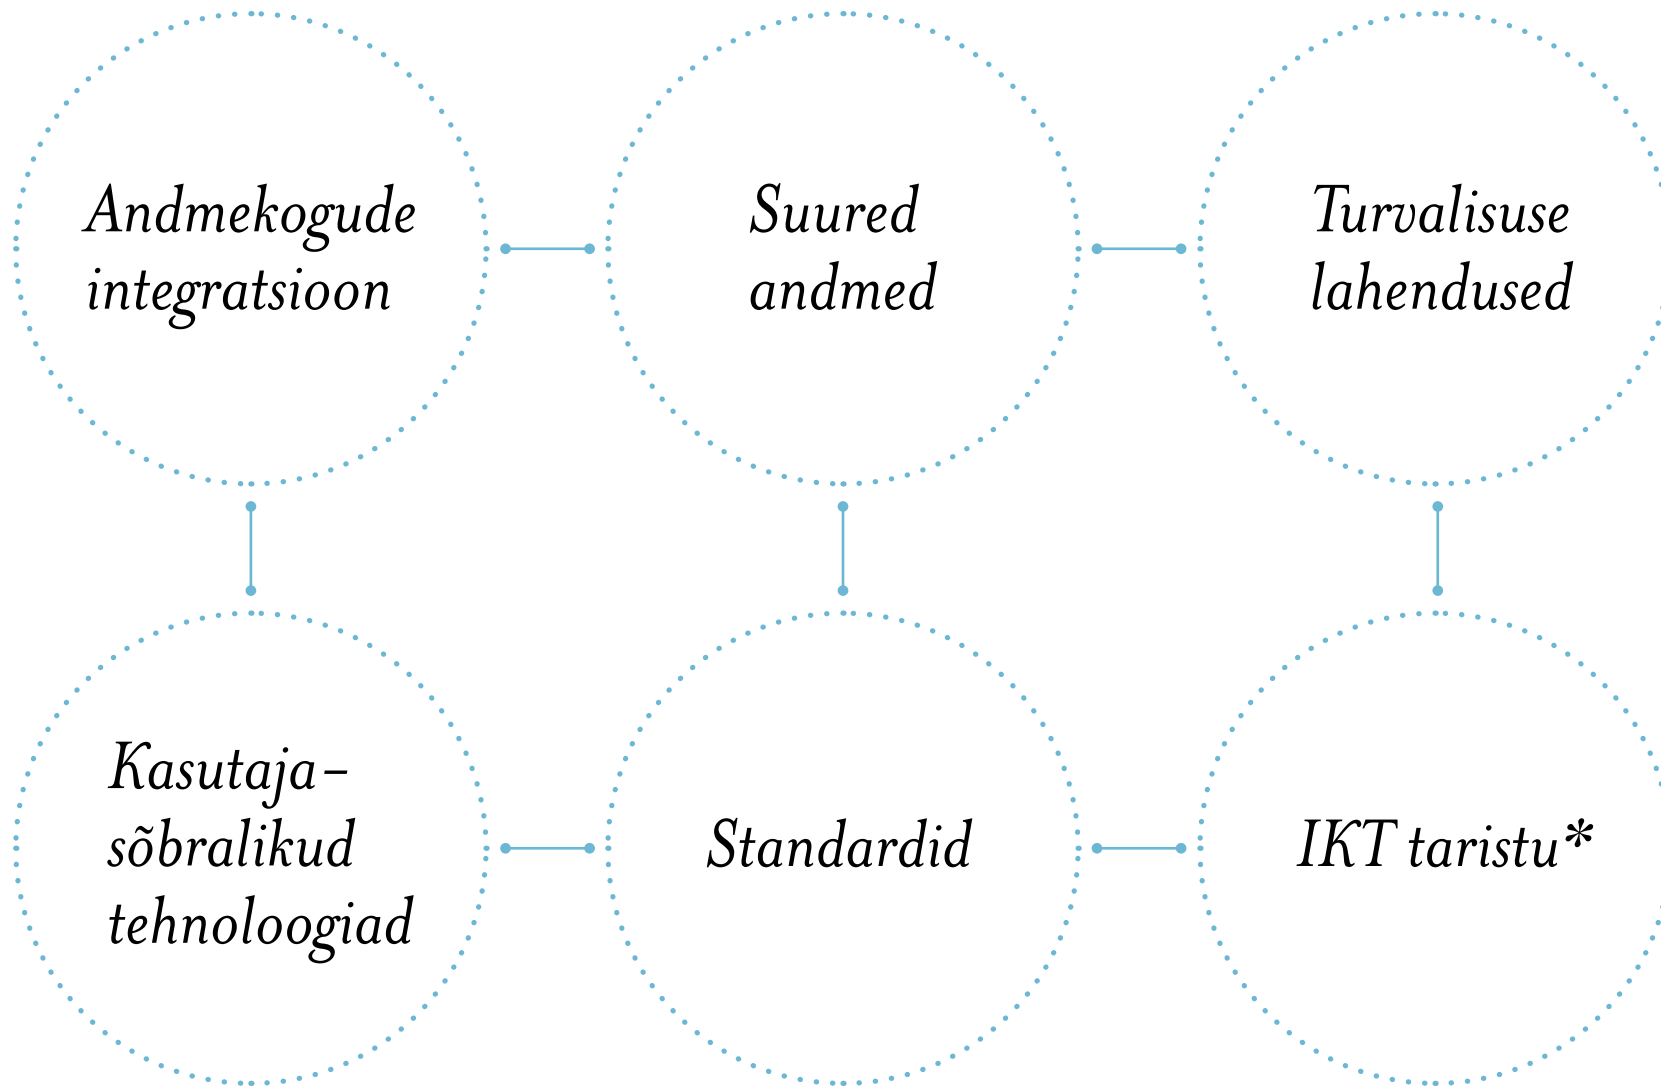 Andmekogude
integratsioon
Suured
andmed
Turvalisuse
lahendused
Kasutaja-
sõbralikud
tehnoloogiad
Standardid
IKT taristu*